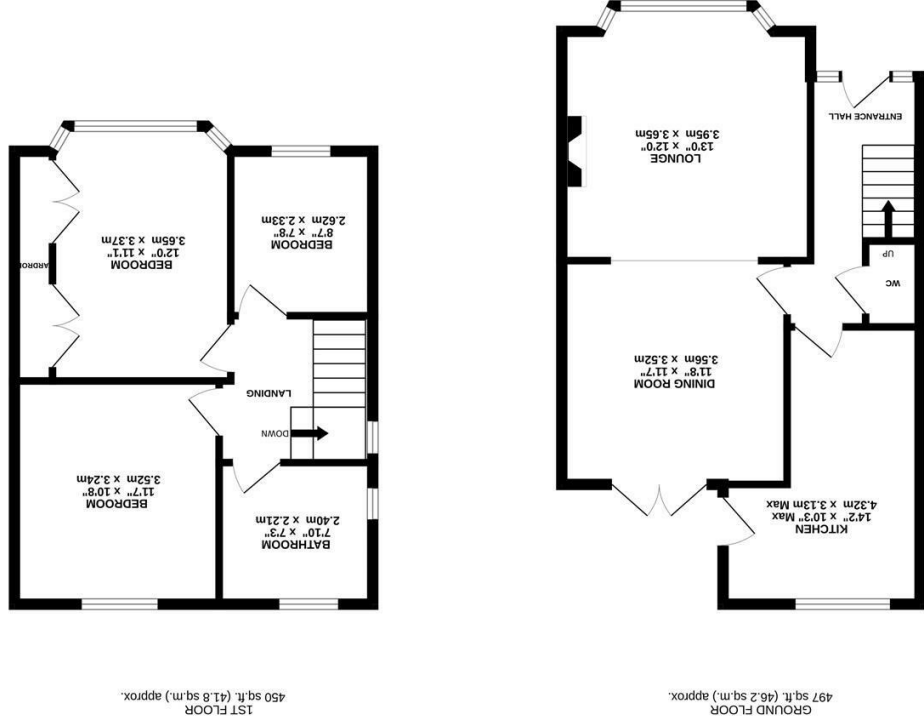 GROUND FLOOR
497 sq.ft. (46.2 sq.m.) approx.
KITCHEN
14'2" x 10'3" Max
4.32m x 3.13m Max
DINING ROOM
11'8" x 11'7"
3.56m x 3.52m
WC
UP
LOUNGE
13'0" x 12'0"
3.95m x 3.65m
ENTRANCE HALL
1ST FLOOR
450 sq.ft. (41.8 sq.m.) approx.
BATHROOM
7'10" x 7'3"
2.40m x 2.21m
BEDROOM
11'7" x 10'8"
3.52m x 3.24m
DOWN
LANDING
BEDROOM
12'0" x 11'1"
3.65m x 3.37m
BEDROOM
8'7" x 7'8"
2.62m x 2.33m